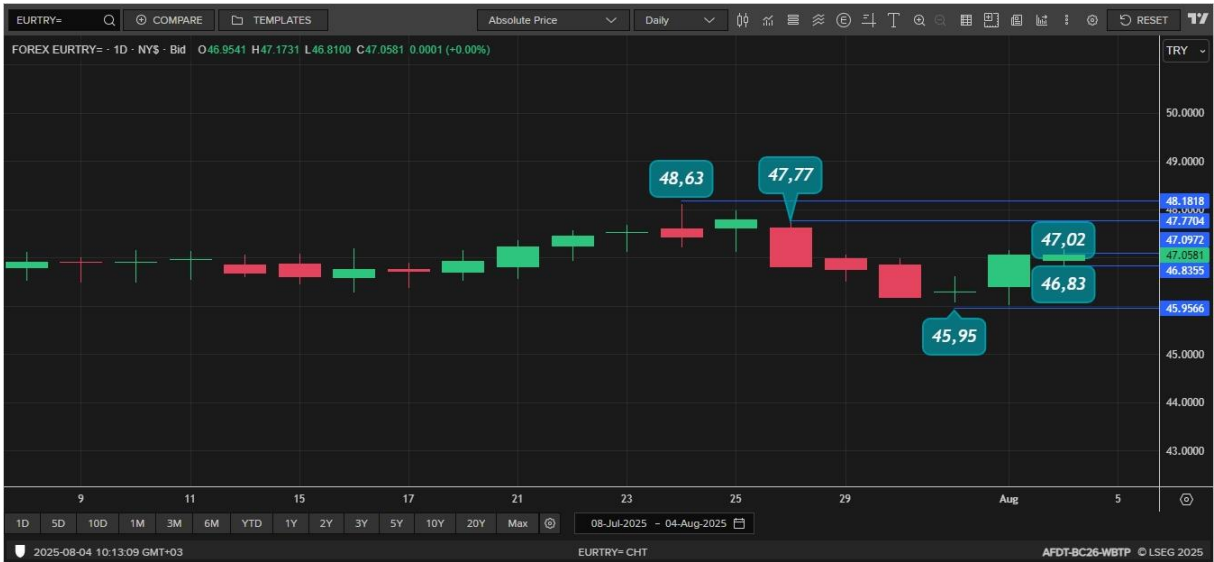 EURTRY= COMPARE TEMPLATES Absolute Price Daily E T RESET
FOREX EURTRY= · 1D · NY$ · Bid O46.9541 H47.1731 L46.8100 C47.0581 0.0001 (+0.00%)
TRY
50.0000
49.0000
48,63
47,77
48.1818
48.0000
47.7704
47,02
47.0972
47.0581
46,83
46.8355
45.9566
45,95
45.0000
44.0000
43.0000
9 11 15 17 21 23 25 29 Aug 5
1D 5D 10D 1M 3M 6M YTD 1Y 2Y 3Y 5Y 10Y 20Y Max 08-Jul-2025 - 04-Aug-2025
2025-08-04 10:13:09 GMT+03 EURTRY= CHT AFDT-BC26-WBTP © LSEG 2025